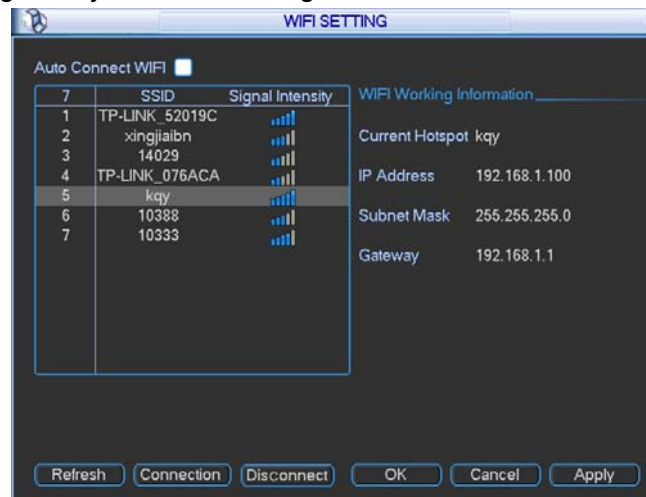 WIFI SETTING
Auto Connect WIFI
7 SSID Signal Intensity
1 TP-LINK_52019C
2 xingjiaibn
3 14029
4 TP-LINK_076ACA
5 kqy
6 10388
7 10333
WIFI Working Information
Current Hotspot kqy
IP Address 192.168.1.100
Subnet Mask 255.255.255.0
Gateway 192.168.1.1
Refresh Connection Disconnect OK Cancel Apply